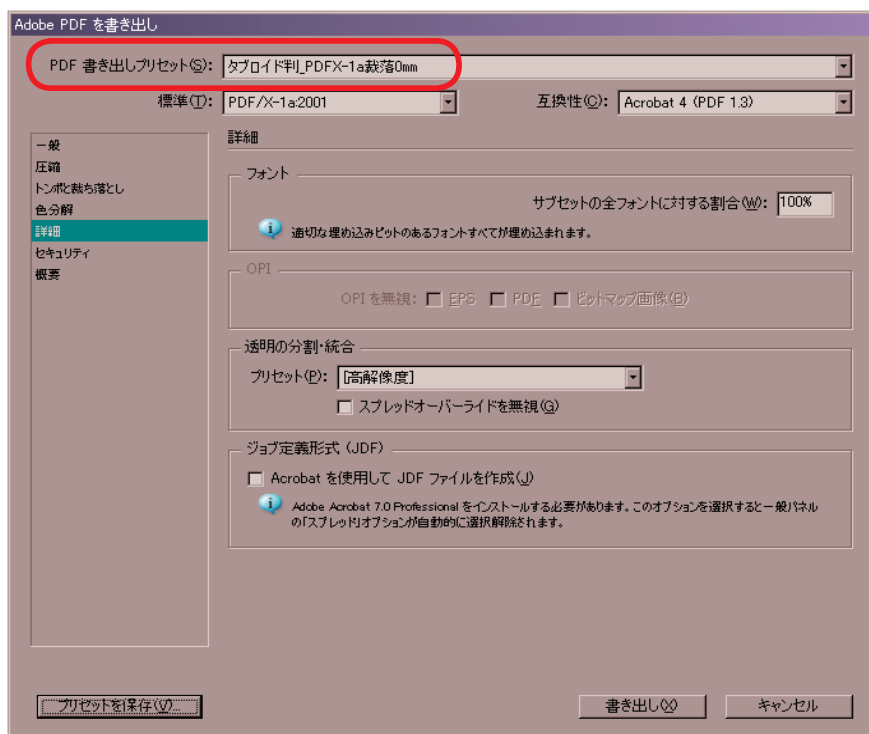 Adobe PDF を書き出し
PDF 書き出しプリセット(S): タブロイド判_PDFX-1a裁落0mm
標準(T): PDF/X-1a:2001 互換性(C): Acrobat 4 (PDF 1.3)
一般
圧縮
トンボと裁ち落とし
色分解
詳細
セキュリティ
概要
詳細
フォント
サブセットの全フォントに対する割合(W): 100%
適切な埋め込みビットのあるフォントすべてが埋め込まれます。
OPI
OPI を無視: EPS PDF ビットマップ画像(B)
透明の分割・統合
プリセット(P): [高解像度]
スプレッドオーバーライドを無視(G)
ジョブ定義形式 (JDF)
Acrobat を使用して JDF ファイルを作成(J)
Adobe Acrobat 7.0 Professional をインストールする必要があります。このオプションを選択すると一般パネル
の「スプレッド」オプションが自動的に選択解除されます。
プリセットを保存(V)... 書き出し(X) キャンセル